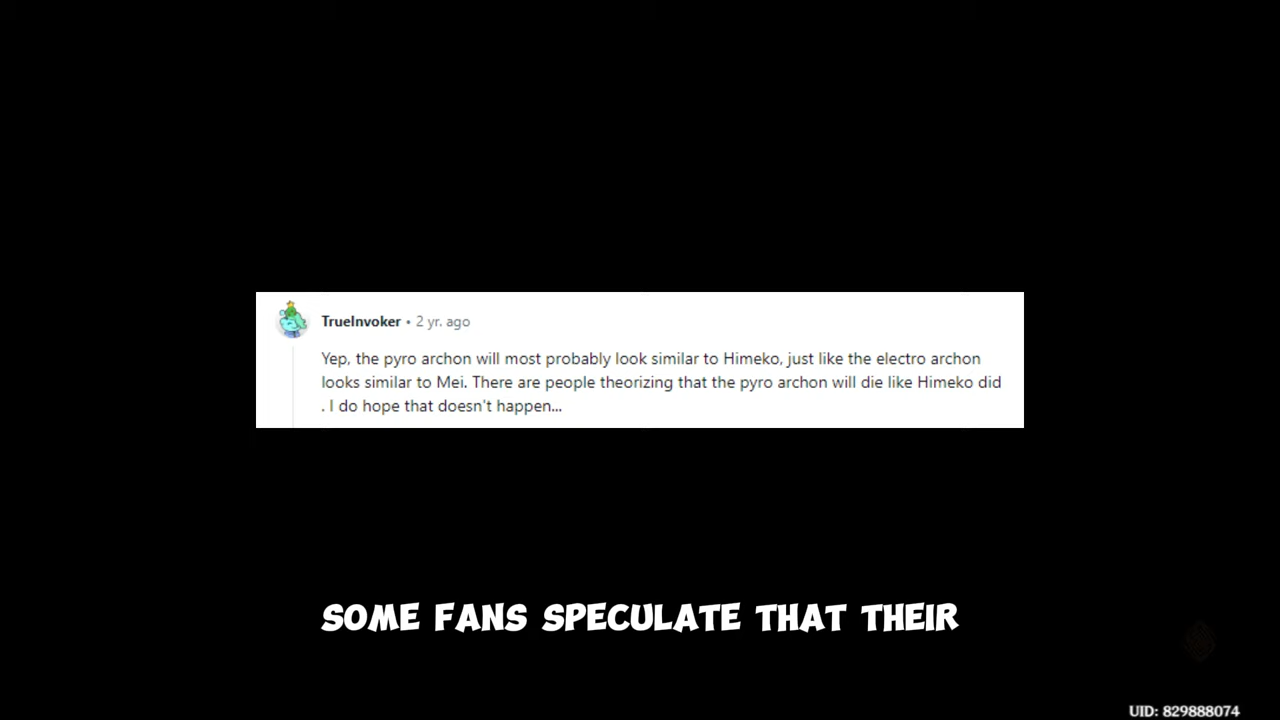 TrueInvoker • 2 yr. ago
Yep, the pyro archon will most probably look similar to Himeko, just like the electro archon
looks similar to Mei. There are people theorizing that the pyro archon will die like Himeko did
. I do hope that doesn't happen...
SOME FANS SPECULATE THAT THEIR
UID: 829888074